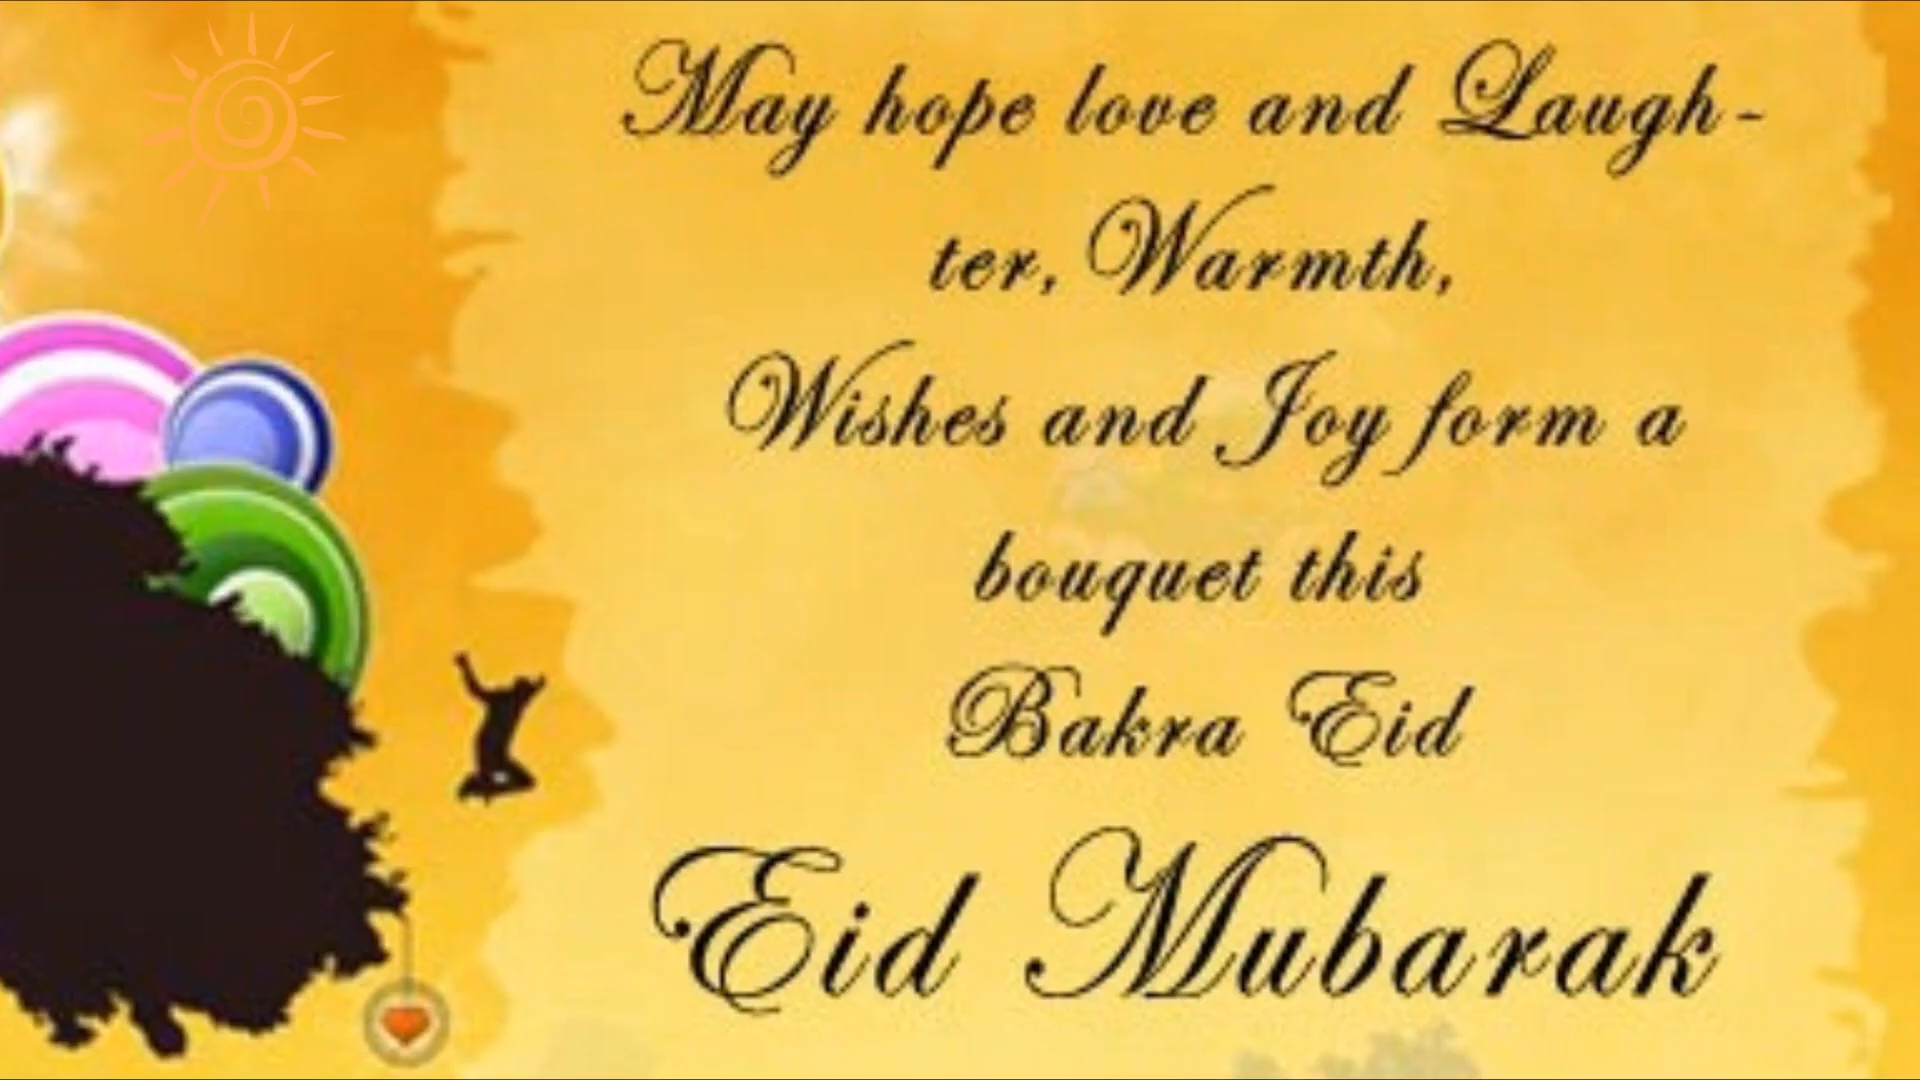 May hope love and Laugh-
ter, Warmth,
Wishes and Joy form a
bouquet this
Bakra Eid
Eid Mubarak